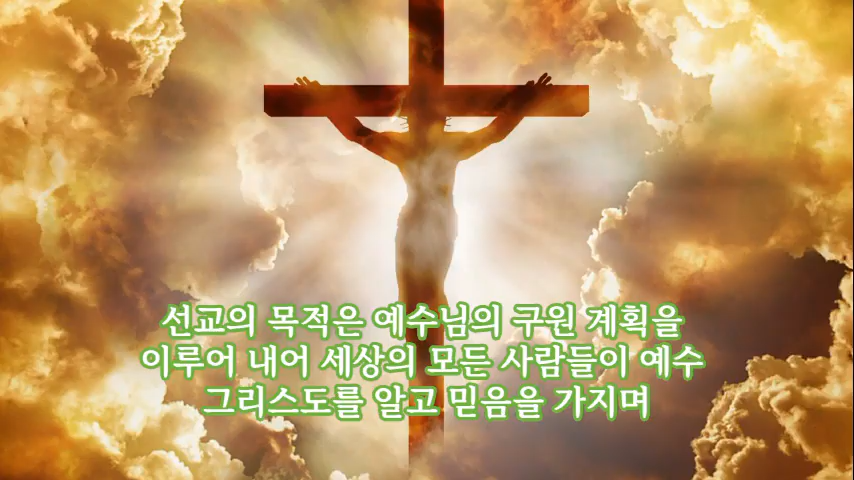 선교의 목적은 예수님의 구원 계획을
이루어 내어 세상의 모든 사람들이 예수
그리스도를 알고 믿음을 가지며